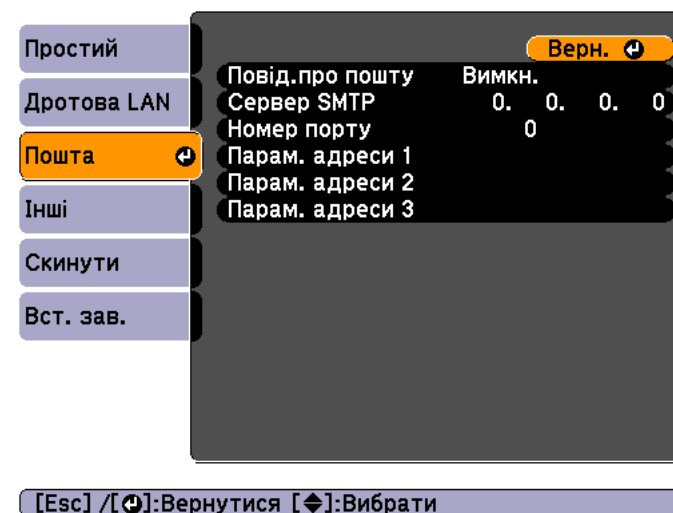 Простий
Дротова LAN
Пошта
Інші
Скинути
Вст. зав.
Верн.
Повід.про пошту Вимкн.
Сервер SMTP 0. 0. 0. 0
Номер порту 0
Парам. адреси 1
Парам. адреси 2
Парам. адреси 3
[Esc] /[⏎]:Вернутися [◆]:Вибрати